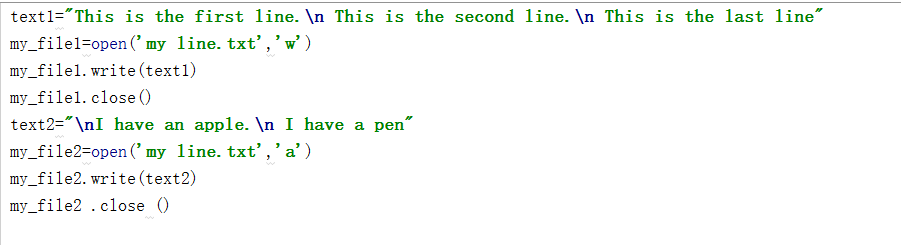 text1="This is the first line.\n This is the second line.\n This is the last line"
my_file1=open('my line.txt','w')
my_file1.write(text1)
my_file1.close()
text2="\nI have an apple.\n I have a pen"
my_file2=open('my line.txt','a')
my_file2.write(text2)
my_file2 .close ()